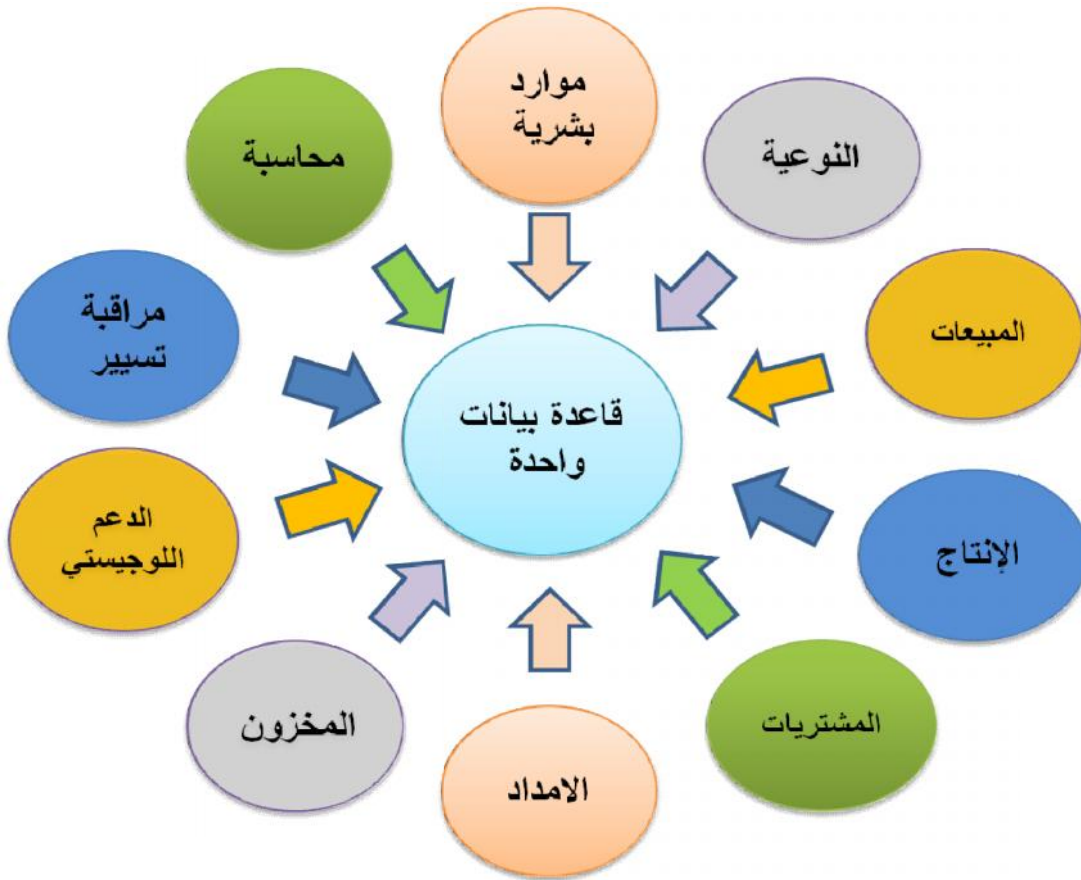 موارد
بشرية
النوعية
المبيعات
الإنتاج
المشتريات
الامداد
المخزون
الدعم
اللوجيستي
مراقبة
تسيير
محاسبة
قاعدة بيانات
واحدة